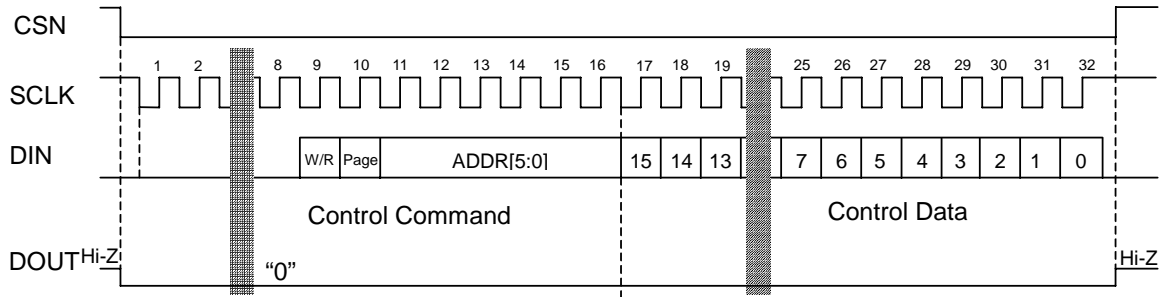 CSN
1 2 8 9 10 11 12 13 14 15 16 17 18 19 25 26 27 28 29 30 31 32
SCLK
DIN W/R Page ADDR[5:0] 15 14 13 7 6 5 4 3 2 1 0
Control Command Control Data
DOUT Hi-Z "0" Hi-Z